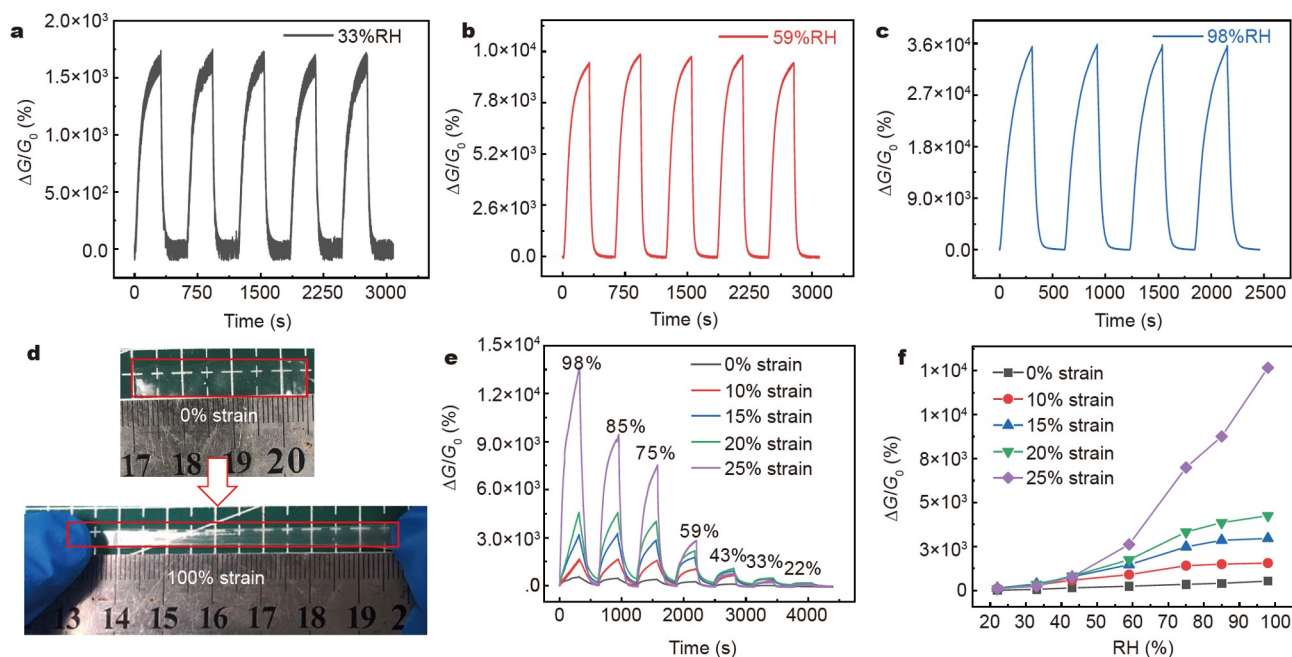 a
33%RH
2.0×10³
1.5×10³
1.0×10³
5.0×10²
0.0
ΔG/G₀ (%)
0 750 1500 2250 3000
Time (s)
b
59%RH
1.0×10⁴
7.8×10³
5.2×10³
2.6×10³
0.0
ΔG/G₀ (%)
0 750 1500 2250 3000
Time (s)
c
98%RH
3.6×10⁴
2.7×10⁴
1.8×10⁴
9.0×10³
0.0
ΔG/G₀ (%)
0 500 1000 1500 2000 2500
Time (s)
d
0% strain
17 18 19 20
100% strain
13 14 15 16 17 18 19 2
e
1.5×10⁴
1.2×10⁴
9.0×10³
6.0×10³
3.0×10³
0.0
ΔG/G₀ (%)
98%
85%
75%
59%
43%
33%
22%
0% strain
10% strain
15% strain
20% strain
25% strain
0 1000 2000 3000 4000
Time (s)
f
1×10⁴
1×10⁴
9×10³
6×10³
3×10³
0
ΔG/G₀ (%)
0% strain
10% strain
15% strain
20% strain
25% strain
20 30 40 50 60 70 80 90 100
RH (%)